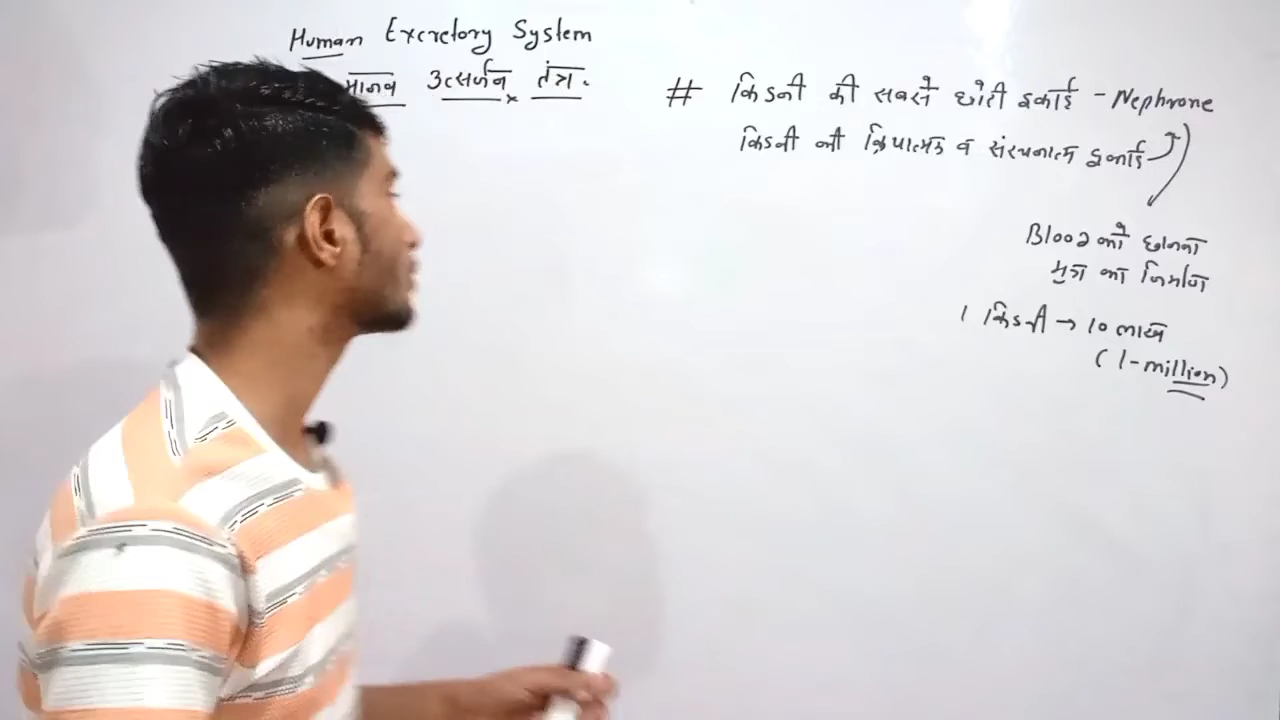 Human Excretory System
मानव उत्सर्जन तंत्र.
# किडनी की सबसे छोटी इकाई - Nephrone
किडनी की क्रियात्मक व संरचनात्म इकाई
Blood को छानना
मुत्र का निर्माण
1 किडनी → 10 लाख
(1-million)